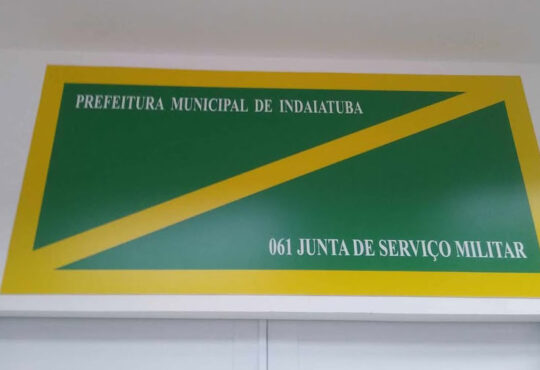 PREFEITURA MUNICIPAL DE INDAIATUBA
061 JUNTA DE SERVIÇO MILITAR